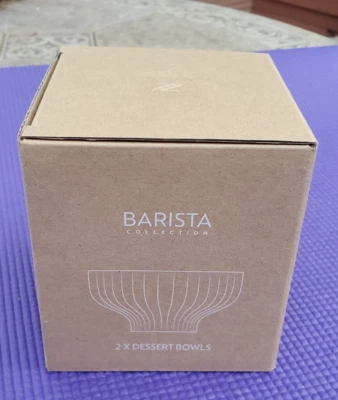 BARISTA
COLLECTION
2 X DESSERT BOWLS